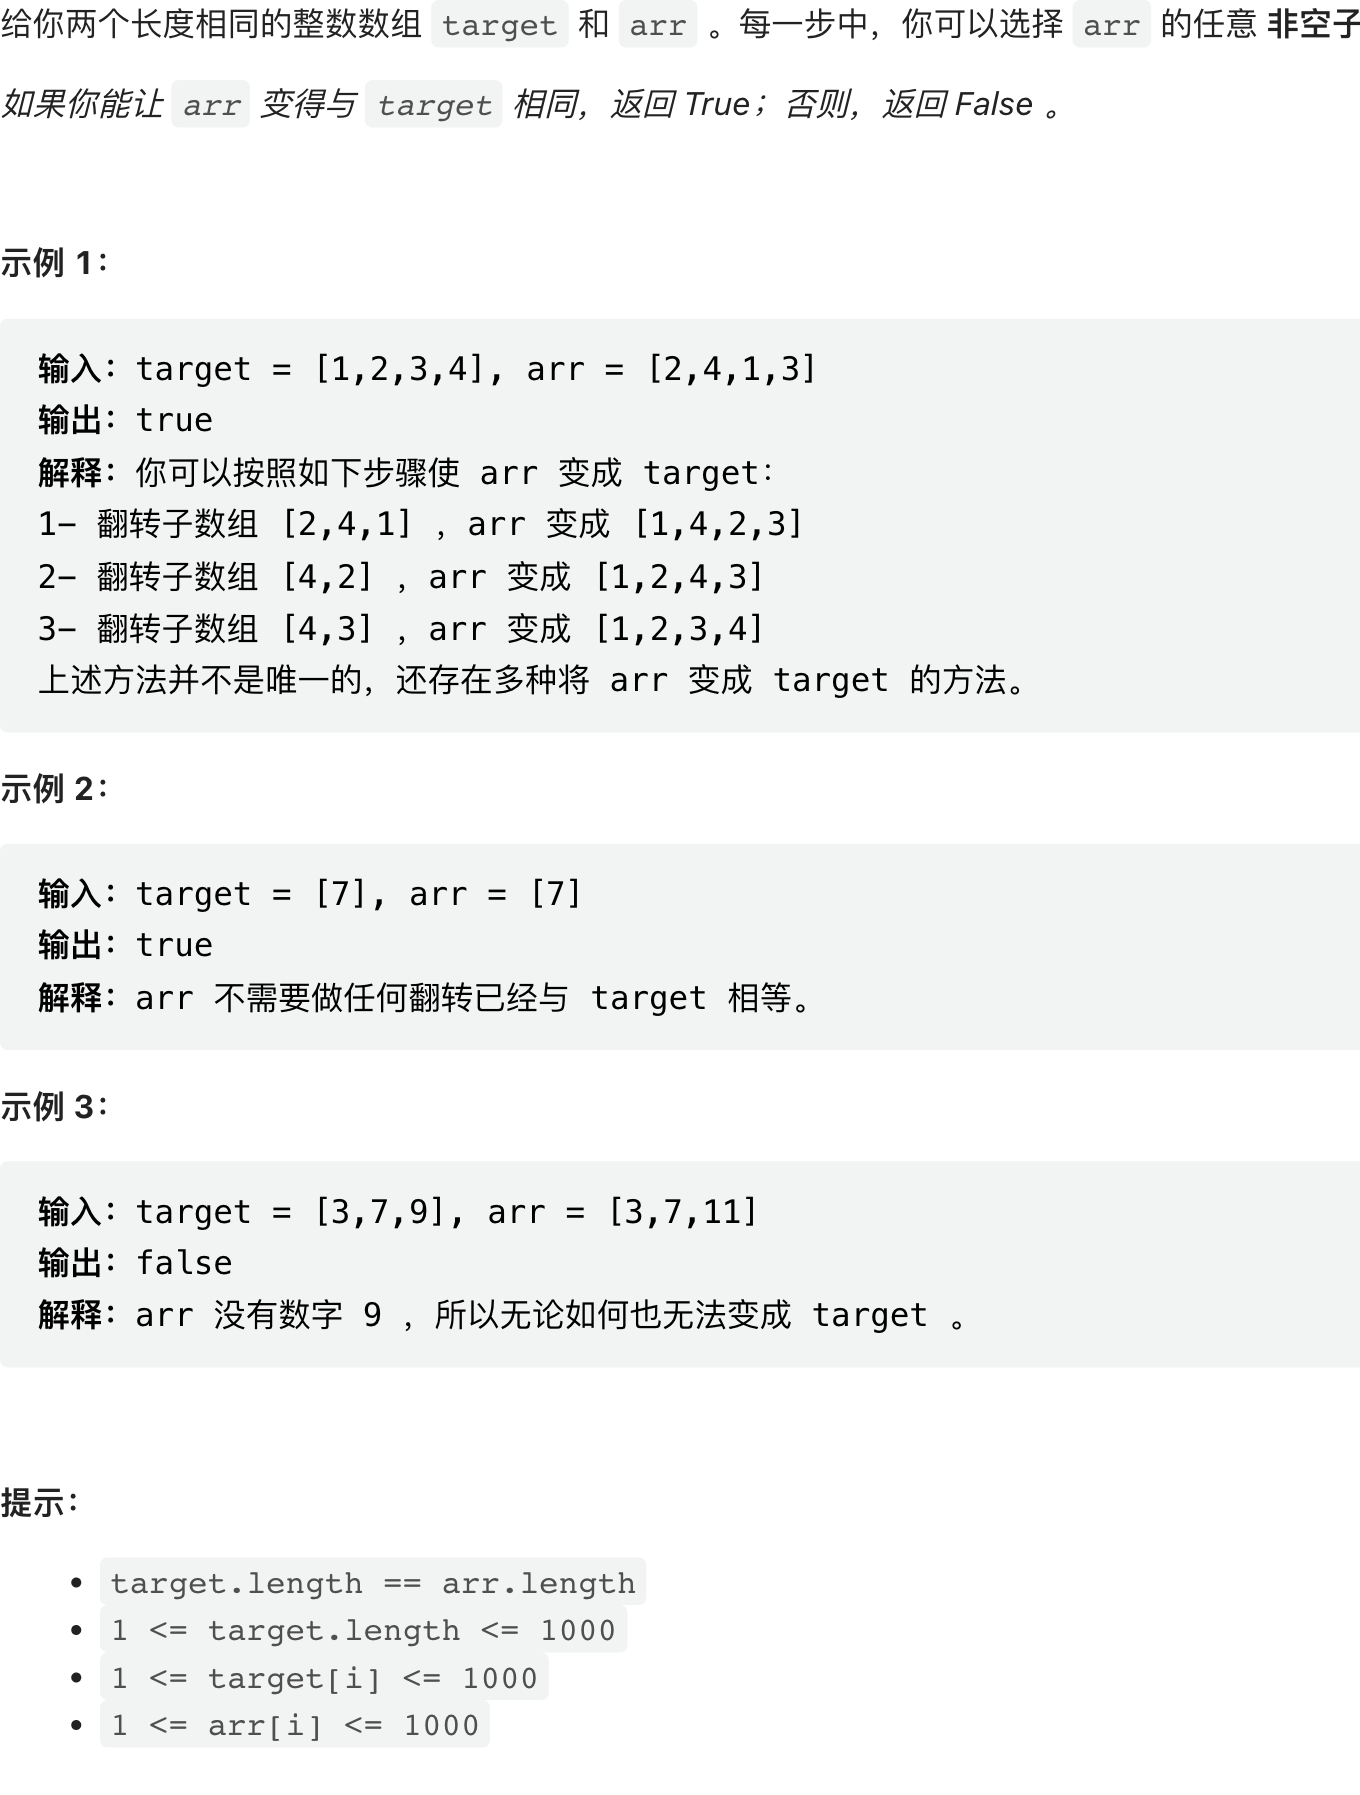 给你两个长度相同的整数数组 target 和 arr 。每一步中，你可以选择 arr 的任意 非空子
如果你能让 arr 变得与 target 相同，返回 True；否则，返回 False 。
示例 1：
输入：target = [1,2,3,4], arr = [2,4,1,3]
输出：true
解释：你可以按照如下步骤使 arr 变成 target：
1- 翻转子数组 [2,4,1] ，arr 变成 [1,4,2,3]
2- 翻转子数组 [4,2] ，arr 变成 [1,2,4,3]
3- 翻转子数组 [4,3] ，arr 变成 [1,2,3,4]
上述方法并不是唯一的，还存在多种将 arr 变成 target 的方法。
示例 2：
输入：target = [7], arr = [7]
输出：true
解释：arr 不需要做任何翻转已经与 target 相等。
示例 3：
输入：target = [3,7,9], arr = [3,7,11]
输出：false
解释：arr 没有数字 9 ，所以无论如何也无法变成 target 。
提示：
• target.length == arr.length
• 1 <= target.length <= 1000
• 1 <= target[i] <= 1000
• 1 <= arr[i] <= 1000